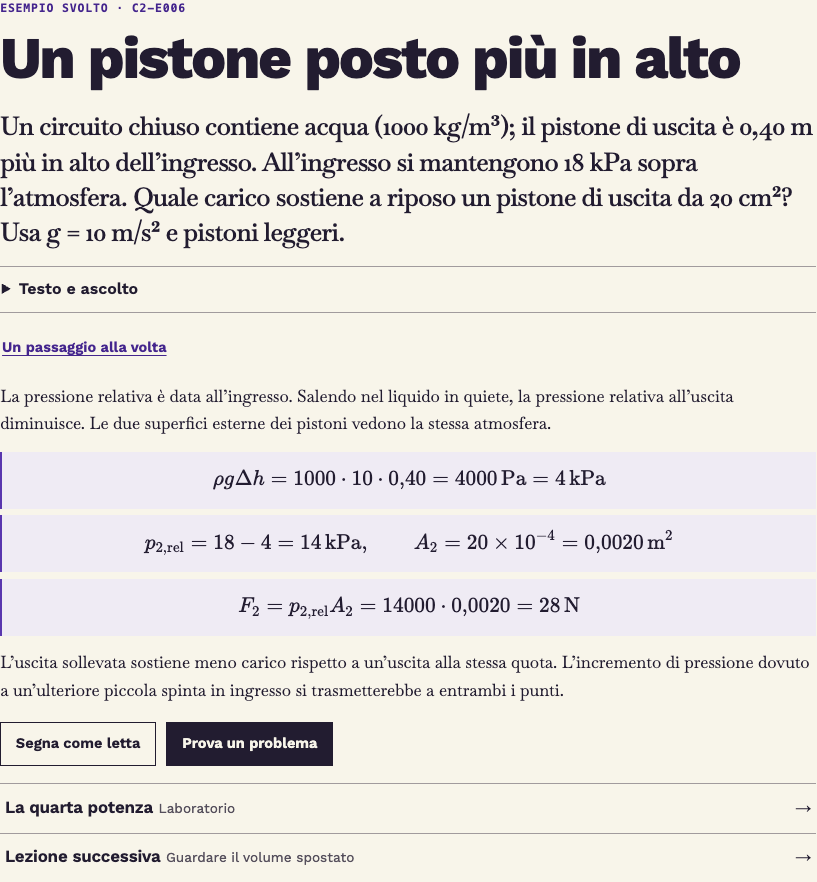 ESEMPIO SVOLTO · C2–E006
Un pistone posto più in alto
Un circuito chiuso contiene acqua (1000 kg/m³); il pistone di uscita è 0,40 m
più in alto dell’ingresso. All’ingresso si mantengono 18 kPa sopra
l’atmosfera. Quale carico sostiene a riposo un pistone di uscita da 20 cm²?
Usa g = 10 m/s² e pistoni leggeri.
▶ Testo e ascolto
Un passaggio alla volta
La pressione relativa è data all’ingresso. Salendo nel liquido in quiete, la pressione relativa all’uscita
diminuisce. Le due superfici esterne dei pistoni vedono la stessa atmosfera.
ρgΔh = 1000 · 10 · 0,40 = 4000 Pa = 4 kPa
p₂,rel = 18 − 4 = 14 kPa, A₂ = 20 × 10⁻⁴ = 0,0020 m²
F₂ = p₂,rel A₂ = 14000 · 0,0020 = 28 N
L’uscita sollevata sostiene meno carico rispetto a un’uscita alla stessa quota. L’incremento di pressione dovuto
a un’ulteriore piccola spinta in ingresso si trasmetterebbe a entrambi i punti.
Segna come letta Prova un problema
La quarta potenza Laboratorio →
Lezione successiva Guardare il volume spostato →